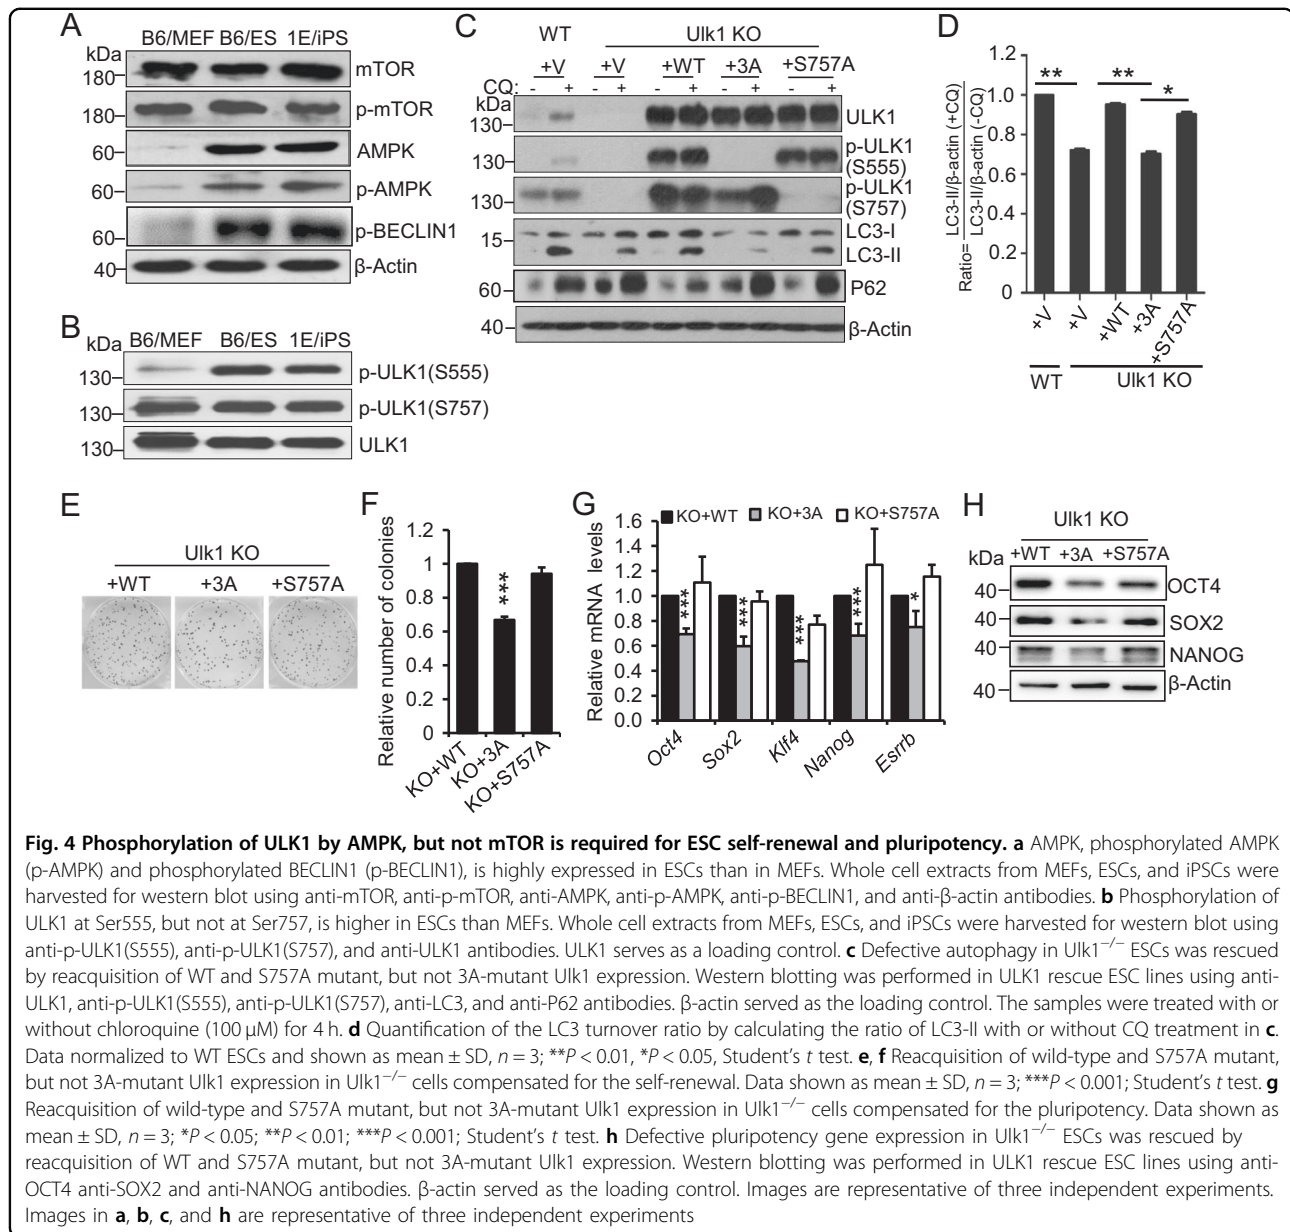 A
B6/MEF B6/ES 1E/iPS
kDa
180 mTOR
180 p-mTOR
60 AMPK
60 p-AMPK
60 p-BECLIN1
40 β-Actin
B
kDa B6/MEF B6/ES 1E/iPS
130 p-ULK1(S555)
130 p-ULK1(S757)
130 ULK1
C
WT Ulk1 KO
+V +V +WT +3A +S757A
CQ: - + - + - + - + - +
kDa
130 ULK1
130 p-ULK1
(S555)
130 p-ULK1
(S757)
15 LC3-I
LC3-II
60 P62
40 β-Actin
D
Ratio= LC3-II/β-actin (+CQ)
LC3-II/β-actin (-CQ)
1.2
1.0
0.8
0.6
0.4
0.2
0
** ** *
+V +V +WT +3A +S757A
WT Ulk1 KO
E
Ulk1 KO
+WT +3A +S757A
F
Relative number of colonies
1.2
1
0.8
0.6
0.4
0.2
0
***
KO+WT KO+3A KO+S757A
G
KO+WT KO+3A KO+S757A
Relative mRNA levels
1.6
1.4
1.2
1.0
0.8
0.6
0.4
0.2
0.0
*** *** *** *** *
Oct4 Sox2 Klf4 Nanog Esrrb
H
Ulk1 KO
kDa +WT +3A +S757A
40 OCT4
40 SOX2
40 NANOG
40 β-Actin
Fig. 4 Phosphorylation of ULK1 by AMPK, but not mTOR is required for ESC self-renewal and pluripotency. a AMPK, phosphorylated AMPK
(p-AMPK) and phosphorylated BECLIN1 (p-BECLIN1), is highly expressed in ESCs than in MEFs. Whole cell extracts from MEFs, ESCs, and iPSCs were
harvested for western blot using anti-mTOR, anti-p-mTOR, anti-AMPK, anti-p-AMPK, anti-p-BECLIN1, and anti-β-actin antibodies. b Phosphorylation of
ULK1 at Ser555, but not at Ser757, is higher in ESCs than MEFs. Whole cell extracts from MEFs, ESCs, and iPSCs were harvested for western blot using
anti-p-ULK1(S555), anti-p-ULK1(S757), and anti-ULK1 antibodies. ULK1 serves as a loading control. c Defective autophagy in Ulk1−/− ESCs was rescued
by reacquisition of WT and S757A mutant, but not 3A-mutant Ulk1 expression. Western blotting was performed in ULK1 rescue ESC lines using anti-
ULK1, anti-p-ULK1(S555), anti-p-ULK1(S757), anti-LC3, and anti-P62 antibodies. β-actin served as the loading control. The samples were treated with or
without chloroquine (100 μM) for 4 h. d Quantification of the LC3 turnover ratio by calculating the ratio of LC3-II with or without CQ treatment in c.
Data normalized to WT ESCs and shown as mean ± SD, n = 3; **P < 0.01, *P < 0.05, Student's t test. e, f Reacquisition of wild-type and S757A mutant,
but not 3A-mutant Ulk1 expression in Ulk1−/− cells compensated for the self-renewal. Data shown as mean ± SD, n = 3; ***P < 0.001; Student's t test. g
Reacquisition of wild-type and S757A mutant, but not 3A-mutant Ulk1 expression in Ulk1−/− cells compensated for the pluripotency. Data shown as
mean ± SD, n = 3; *P < 0.05; **P < 0.01; ***P < 0.001; Student's t test. h Defective pluripotency gene expression in Ulk1−/− ESCs was rescued by
reacquisition of WT and S757A mutant, but not 3A-mutant Ulk1 expression. Western blotting was performed in ULK1 rescue ESC lines using anti-
OCT4 anti-SOX2 and anti-NANOG antibodies. β-actin served as the loading control. Images are representative of three independent experiments.
Images in a, b, c, and h are representative of three independent experiments